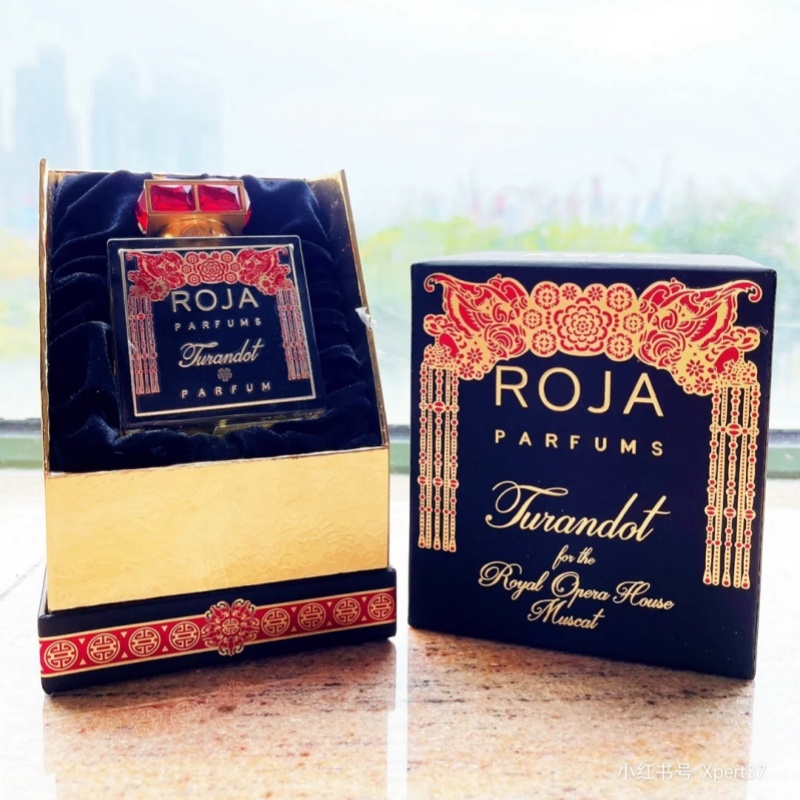 ROJA
PARFUMS
Turandot
PARFUM
ROJA
PARFUMS
Turandot
for the
Royal Opera House
Muscat
小红书号 Xpert37